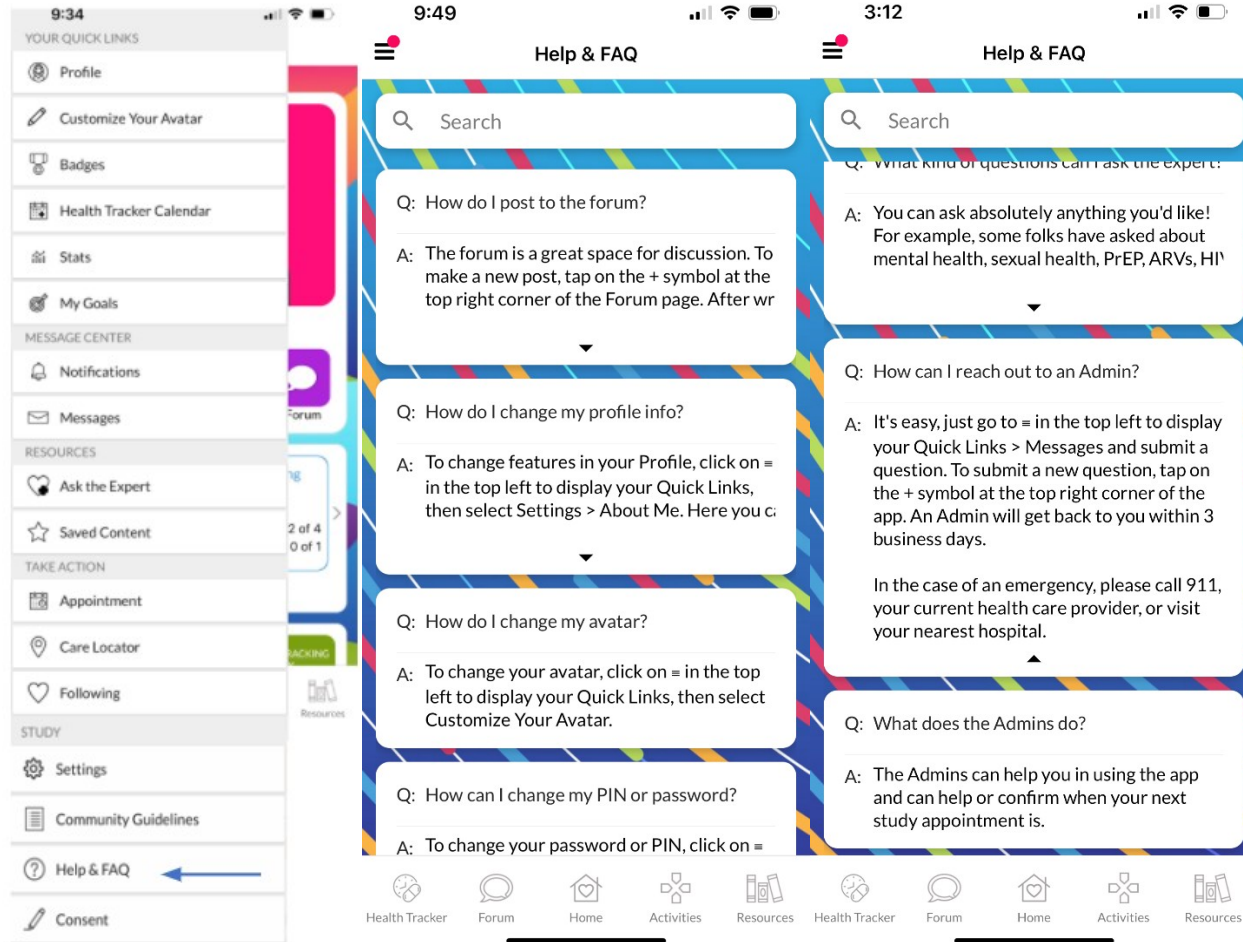 9:34
YOUR QUICK LINKS
Profile
Customize Your Avatar
Badges
Health Tracker Calendar
Stats
My Goals
MESSAGE CENTER
Notifications
Messages
RESOURCES
Ask the Expert
Saved Content
TAKE ACTION
Appointment
Care Locator
Following
STUDY
Settings
Community Guidelines
Help & FAQ
Consent
Forum
2 of 4
0 of 1
Resources
9:49
Help & FAQ
Search
Q: How do I post to the forum?
A: The forum is a great space for discussion. To
make a new post, tap on the + symbol at the
top right corner of the Forum page. After wr
Q: How do I change my profile info?
A: To change features in your Profile, click on ≡
in the top left to display your Quick Links,
then select Settings > About Me. Here you ca
Q: How do I change my avatar?
A: To change your avatar, click on ≡ in the top
left to display your Quick Links, then select
Customize Your Avatar.
Q: How can I change my PIN or password?
A: To change your password or PIN, click on ≡
Health Tracker
Forum
Home
Activities
Resources
3:12
Help & FAQ
Search
Q: What kind of questions can I ask the expert?
A: You can ask absolutely anything you'd like!
For example, some folks have asked about
mental health, sexual health, PrEP, ARVs, HIV
Q: How can I reach out to an Admin?
A: It's easy, just go to ≡ in the top left to display
your Quick Links > Messages and submit a
question. To submit a new question, tap on
the + symbol at the top right corner of the
app. An Admin will get back to you within 3
business days.
In the case of an emergency, please call 911,
your current health care provider, or visit
your nearest hospital.
Q: What does the Admins do?
A: The Admins can help you in using the app
and can help or confirm when your next
study appointment is.
Health Tracker
Forum
Home
Activities
Resources